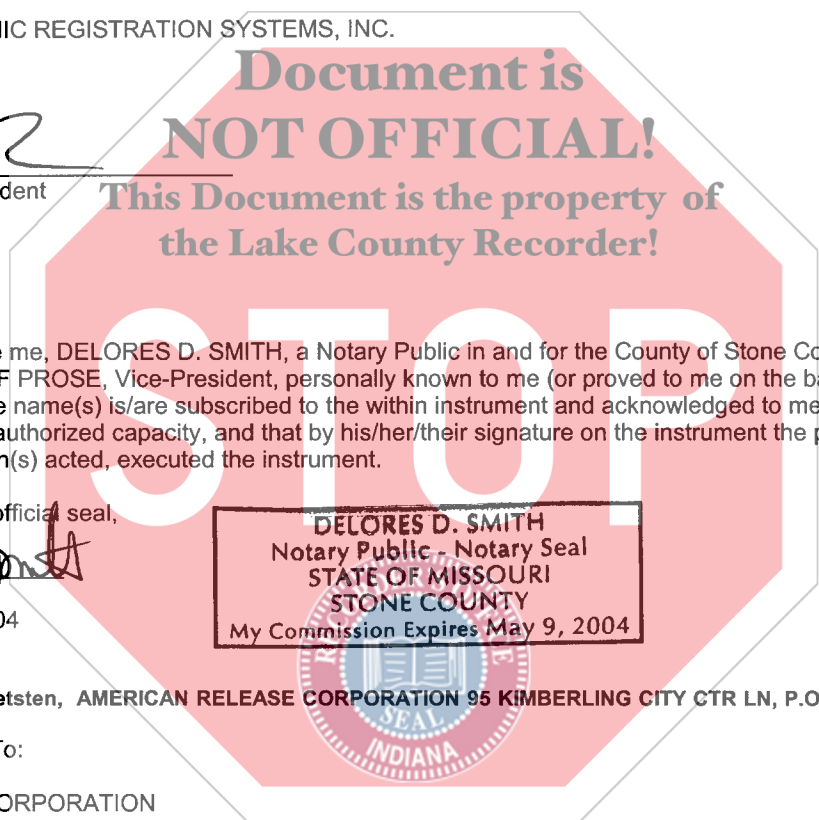 IC REGISTRATION SYSTEMS, INC.
Document is
NOT OFFICIAL!
dent
This Document is the property of
the Lake County Recorder!
STOP
me, DELORES D. SMITH, a Notary Public in and for the County of Stone Co
F PROSE, Vice-President, personally known to me (or proved to me on the ba
e name(s) is/are subscribed to the within instrument and acknowledged to me
authorized capacity, and that by his/her/their signature on the instrument the p
n(s) acted, executed the instrument.
official seal,
DELORES D. SMITH
Notary Public - Notary Seal
STATE OF MISSOURI
STONE COUNTY
My Commission Expires May 9, 2004
04
etsten, AMERICAN RELEASE CORPORATION 95 KIMBERLING CITY CTR LN, P.O
SEAL
INDIANA
To:
ORPORATION